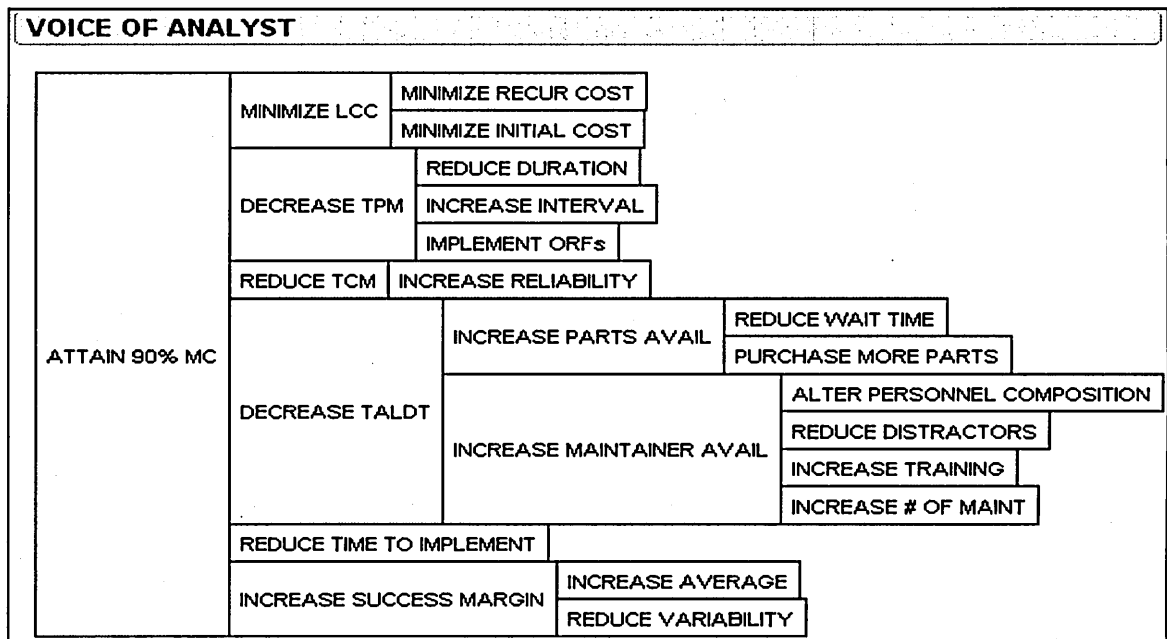 VOICE OF ANALYST
ATTAIN 90% MC
MINIMIZE LCC
MINIMIZE RECUR COST
MINIMIZE INITIAL COST
DECREASE TPM
REDUCE DURATION
INCREASE INTERVAL
IMPLEMENT ORFs
REDUCE TCM
INCREASE RELIABILITY
DECREASE TALDT
INCREASE PARTS AVAIL
REDUCE WAIT TIME
PURCHASE MORE PARTS
INCREASE MAINTAINER AVAIL
ALTER PERSONNEL COMPOSITION
REDUCE DISTRACTORS
INCREASE TRAINING
INCREASE # OF MAINT
REDUCE TIME TO IMPLEMENT
INCREASE SUCCESS MARGIN
INCREASE AVERAGE
REDUCE VARIABILITY